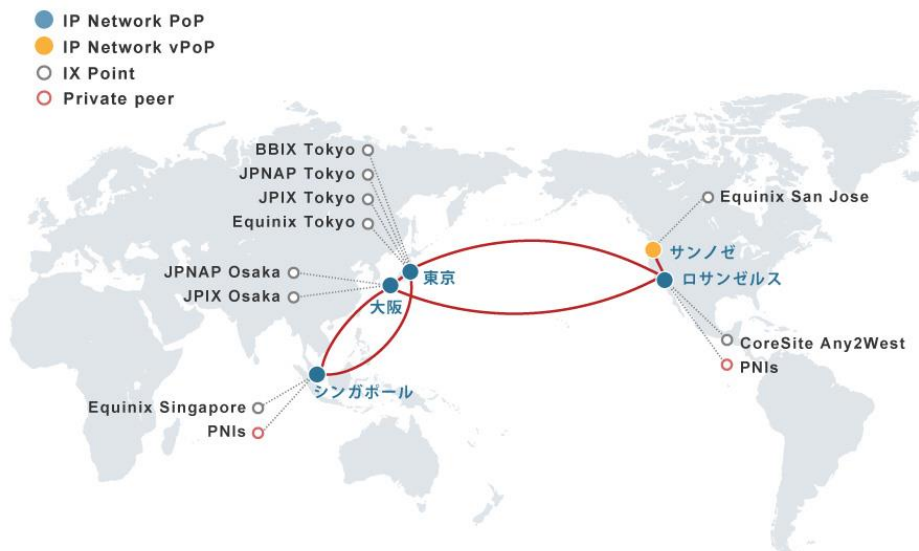 IP Network PoP
IP Network vPoP
IX Point
Private peer
BBIX Tokyo
JPNAP Tokyo
JPIX Tokyo
Equinix Tokyo
Equinix San Jose
サンノゼ
東京
JPNAP Osaka
ロサンゼルス
JPIX Osaka
大阪
CoreSite Any2West
PNIs
シンガポール
Equinix Singapore
PNIs